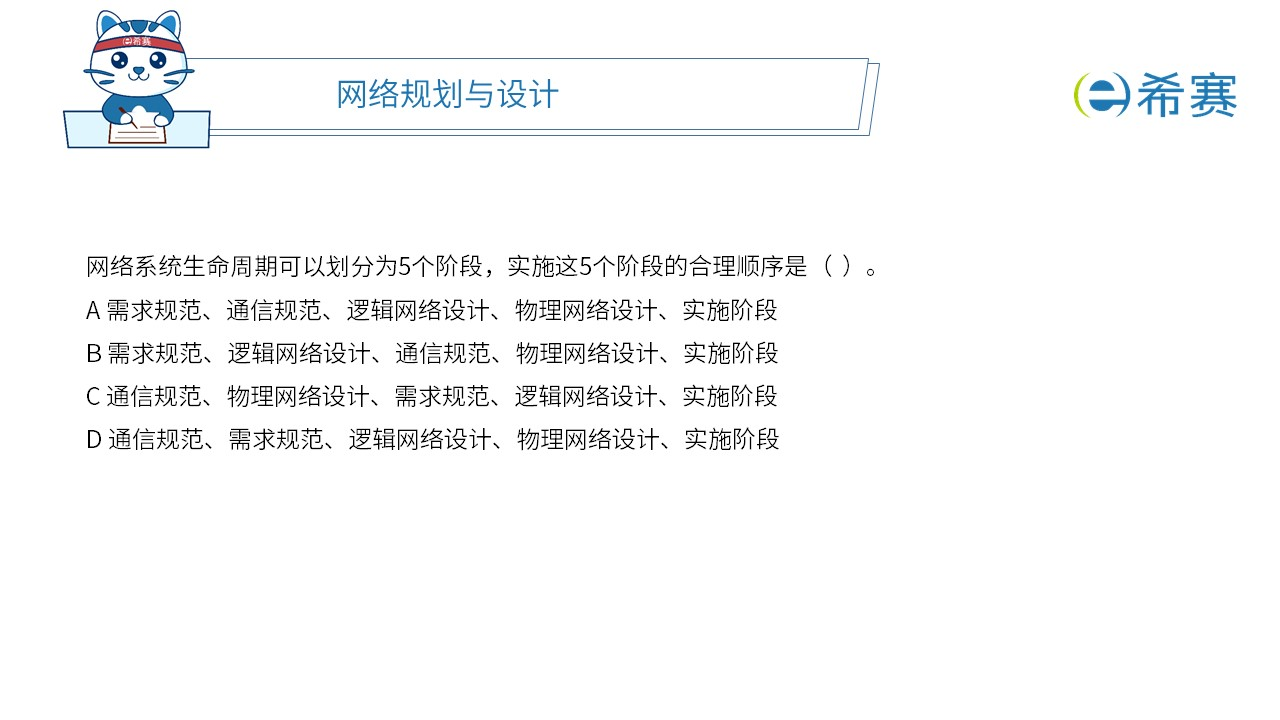 希赛
网络规划与设计
希赛
网络系统生命周期可以划分为5个阶段，实施这5个阶段的合理顺序是（ ）。
A 需求规范、通信规范、逻辑网络设计、物理网络设计、实施阶段
B 需求规范、逻辑网络设计、通信规范、物理网络设计、实施阶段
C 通信规范、物理网络设计、需求规范、逻辑网络设计、实施阶段
D 通信规范、需求规范、逻辑网络设计、物理网络设计、实施阶段